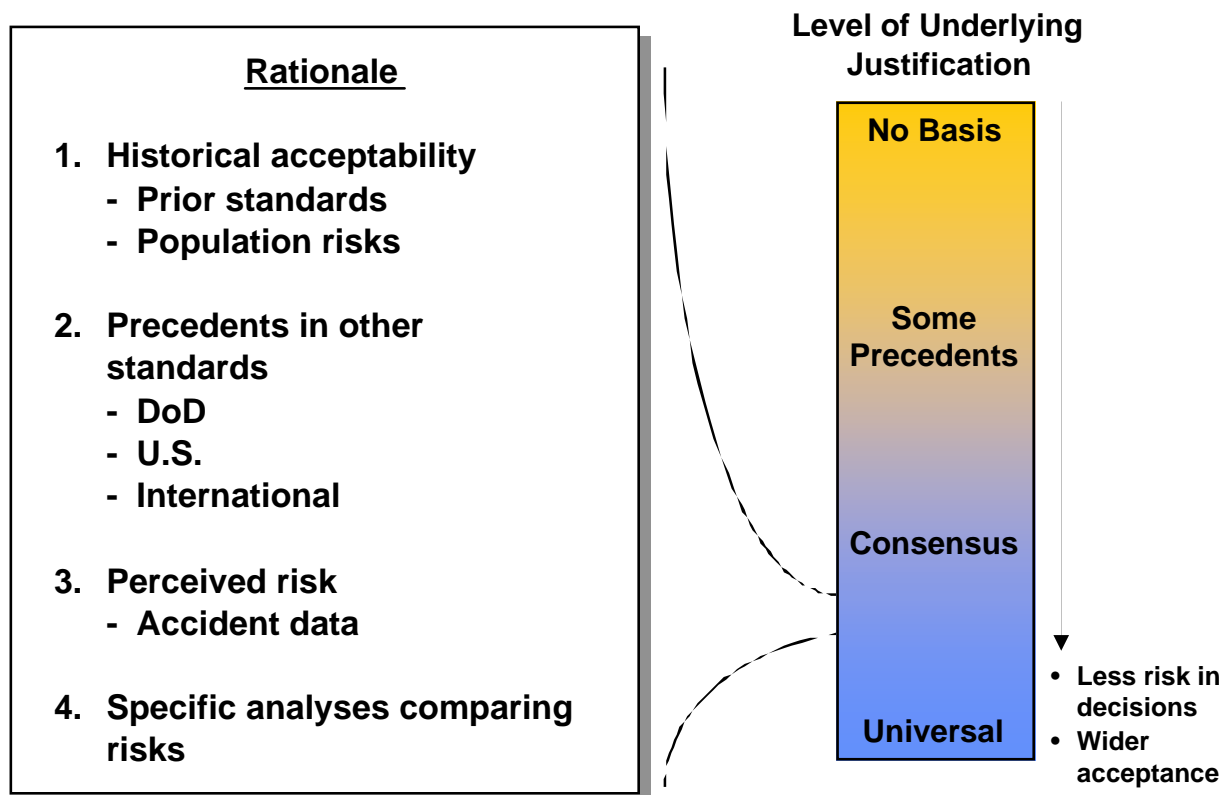 Rationale
1. Historical acceptability
- Prior standards
- Population risks
2. Precedents in other
standards
- DoD
- U.S.
- International
3. Perceived risk
- Accident data
4. Specific analyses comparing
risks
Level of Underlying
Justification
No Basis
Some
Precedents
Consensus
Universal
• Less risk in
decisions
• Wider
acceptance